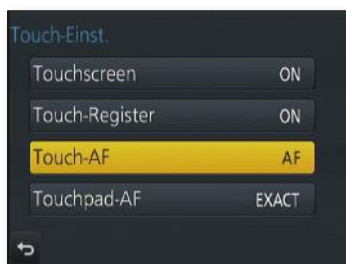 Touch-Einst.
Touchscreen ON
Touch-Register ON
Touch-AF AF
Touchpad-AF EXACT